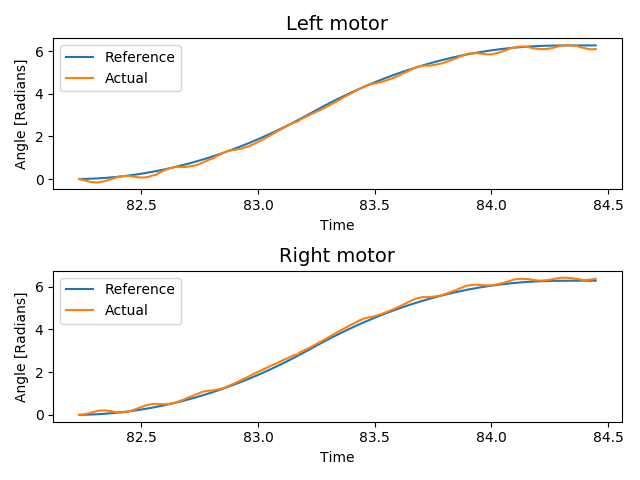 Left motor
Angle [Radians]
6
4
2
0
Reference
Actual
82.5 83.0 83.5 84.0 84.5
Time
Right motor
Angle [Radians]
6
4
2
0
Reference
Actual
82.5 83.0 83.5 84.0 84.5
Time